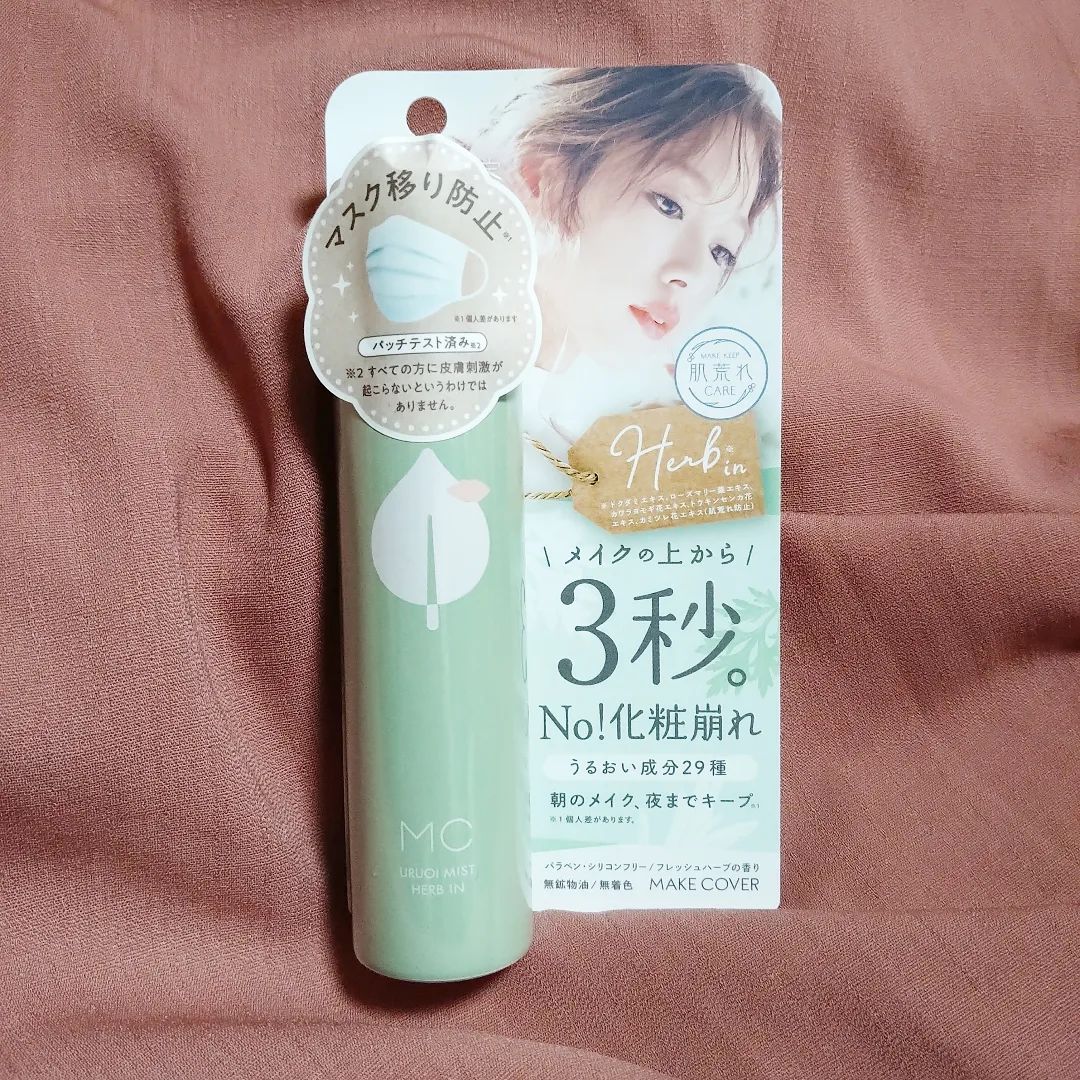 マスク移り防止※1
※1 個人差があります
パッチテスト済み※2
※2 すべての方に皮膚刺激が
起こらないというわけでは
ありません。
MAKE KEEP
肌荒れ
CARE
Herb※
in
※ドクダミエキス、ローズマリー葉エキス、
カワラヨモギ花エキス、トウキンセンカ花
エキス、カミツレ花エキス(肌荒れ防止)
\ メイクの上から /
3秒。
No!化粧崩れ
うるおい成分29種
朝のメイク、夜までキープ※1
※1 個人差があります。
パラベン・シリコンフリー/フレッシュハーブの香り
無鉱物油/無着色 MAKE COVER
MC
URUOI MIST
HERB IN